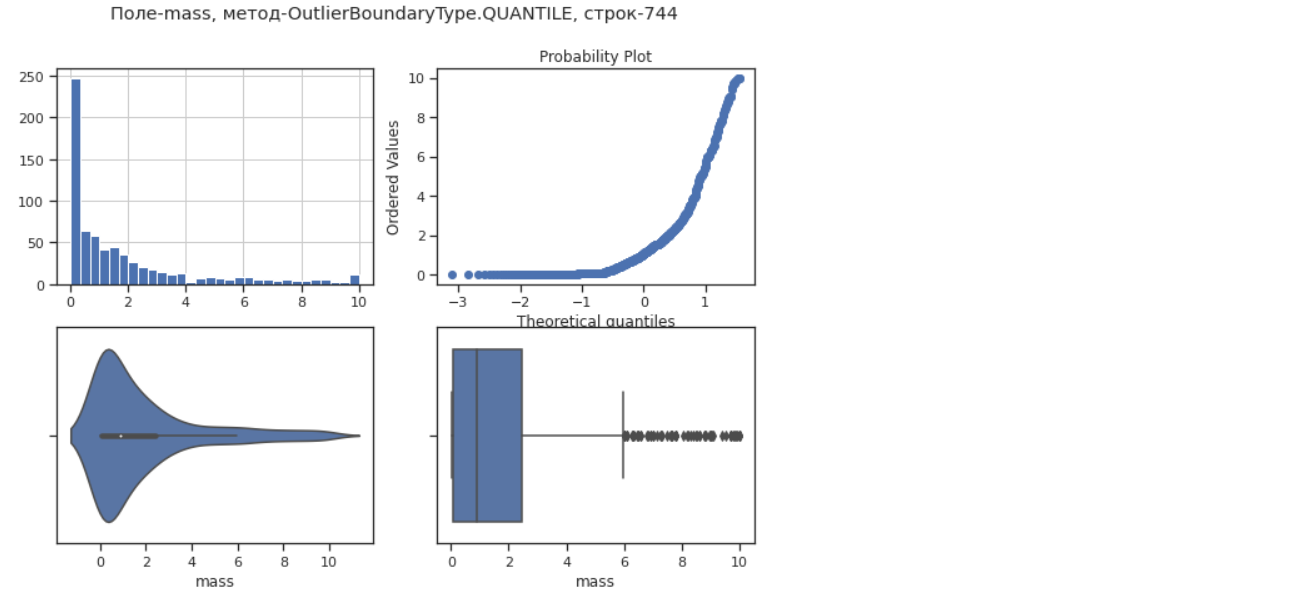 Поле-mass, метод-OutlierBoundaryType.QUANTILE, строк-744
250
200
150
100
50
0
0 2 4 6 8 10
Probability Plot
Ordered Values
10
8
6
4
2
0
−3 −2 −1 0 1
Theoretical quantiles
0 2 4 6 8 10
mass
0 2 4 6 8 10
mass